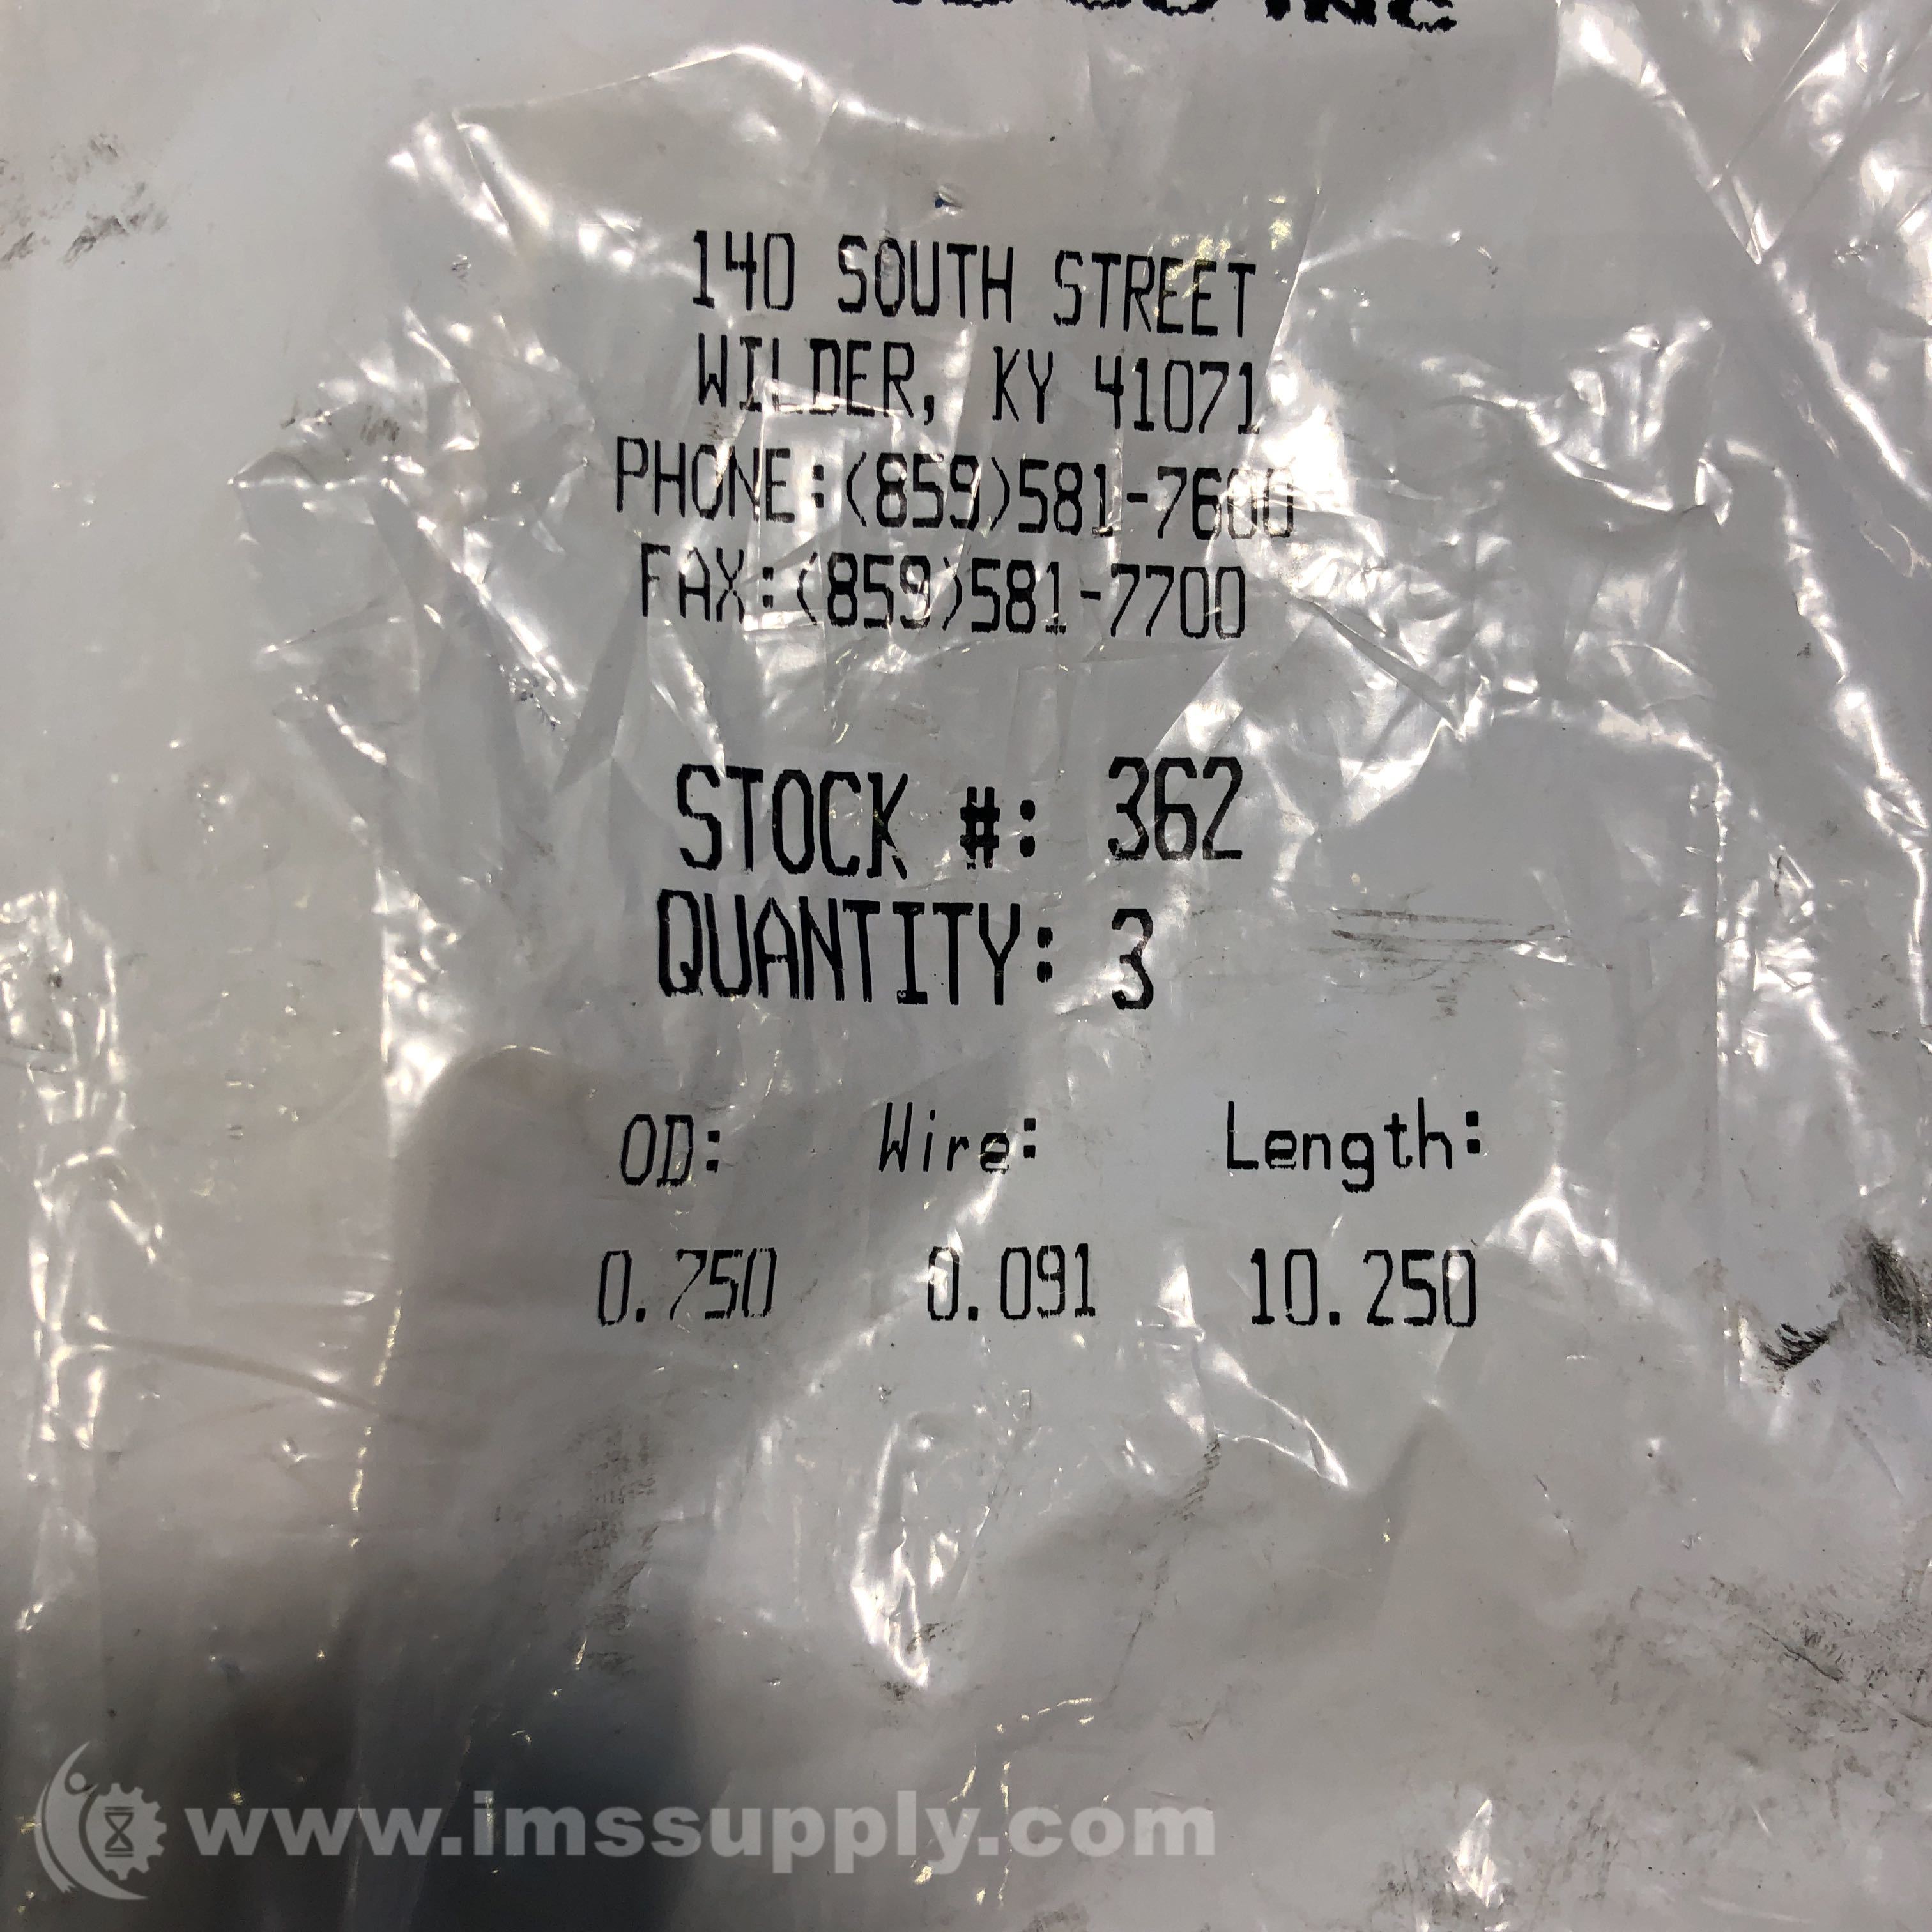 INC
140 SOUTH STREET
WILDER, KY 41071
PHONE:(859)581-7600
FAX:(859)581-7700
STOCK #: 362
QUANTITY: 3
OD: Wire: Length:
0.750 0.091 10.250
www.imssupply.com